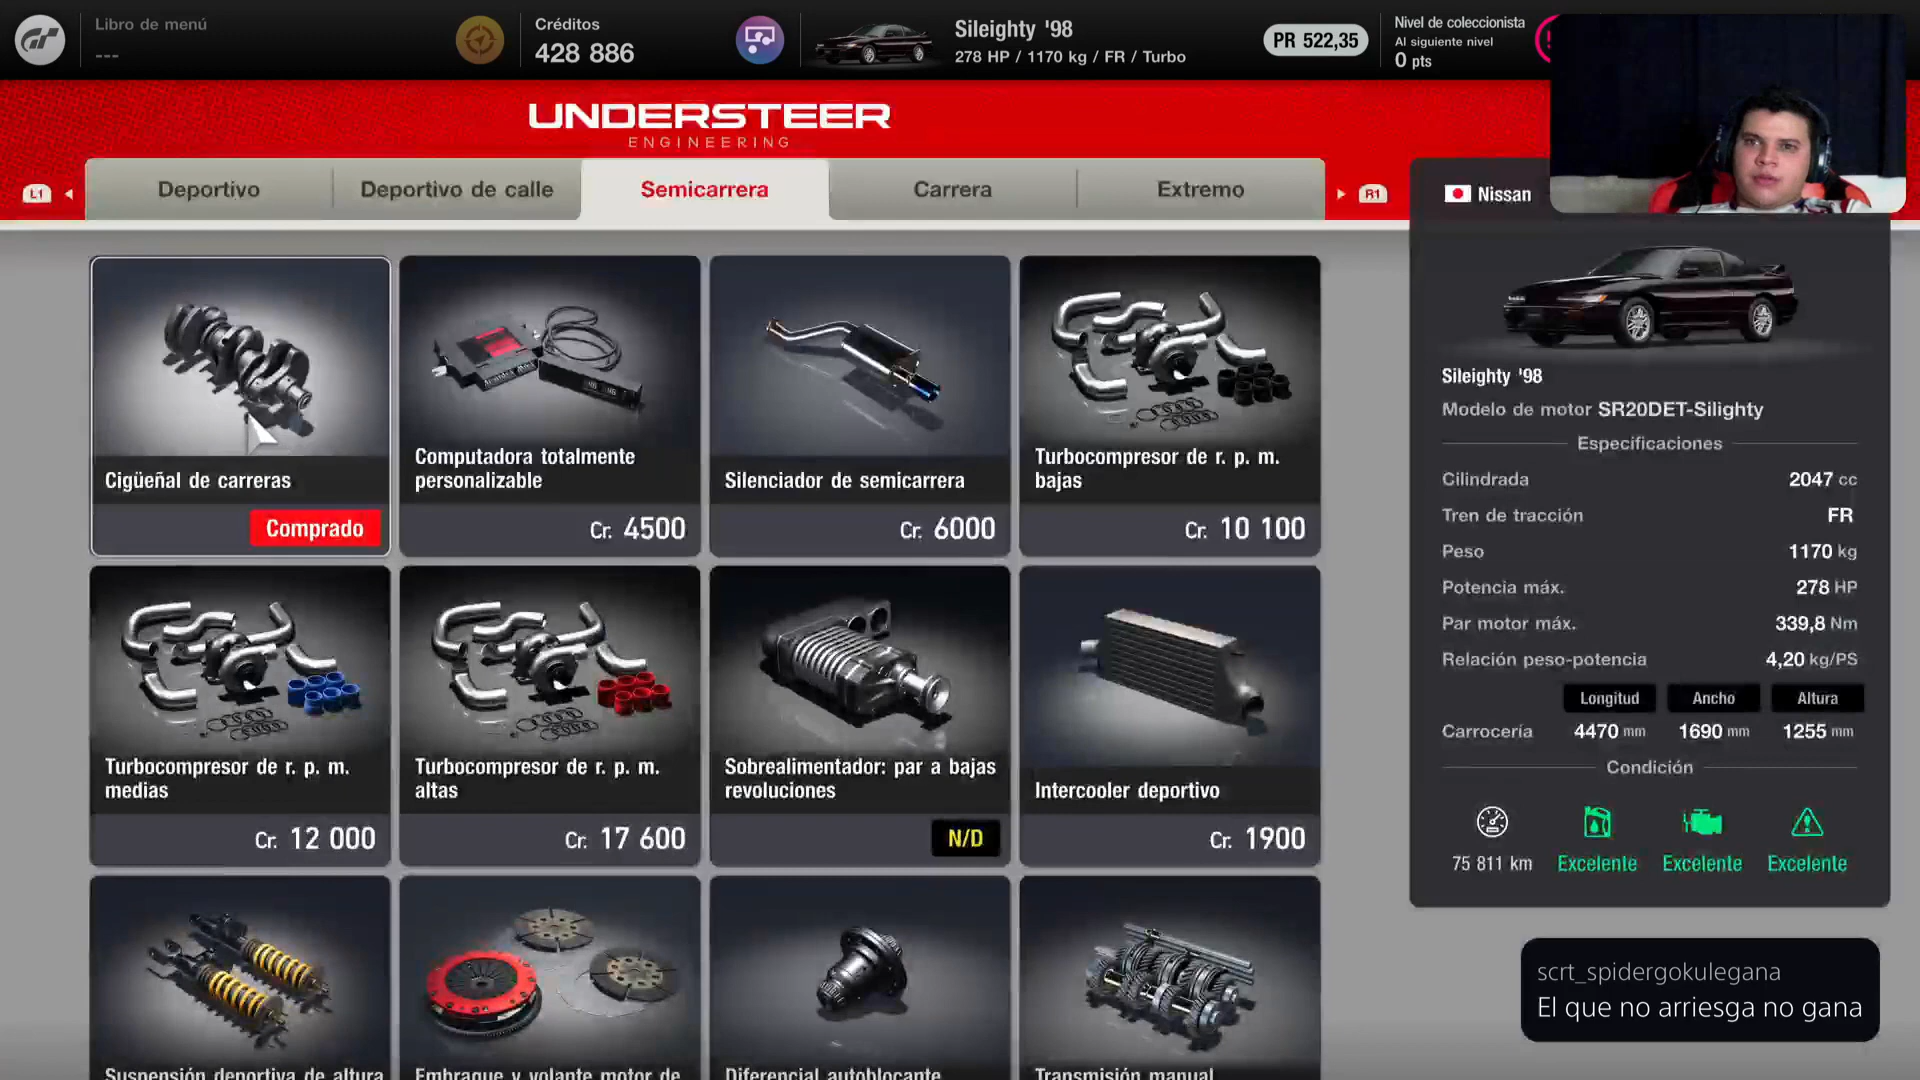 Libro de menú
---
Créditos
428 886
Sileighty '98
278 HP / 1170 kg / FR / Turbo
PR 522,35
Nivel de coleccionista
Al siguiente nivel
0 pts
UNDERSTEER
ENGINEERING
L1
Deportivo
Deportivo de calle
Semicarrera
Carrera
Extremo
R1
Cigüeñal de carreras
Comprado
Computadora totalmente
personalizable
Cr. 4500
Silenciador de semicarrera
Cr. 6000
Turbocompresor de r. p. m.
bajas
Cr. 10 100
Turbocompresor de r. p. m.
medias
Cr. 12 000
Turbocompresor de r. p. m.
altas
Cr. 17 600
Sobrealimentador: par a bajas
revoluciones
N/D
Intercooler deportivo
Cr. 1900
Suspensión deportiva de altura
Embrague y volante motor de
Diferencial autoblocante
Transmisión manual
Nissan
Sileighty '98
Modelo de motor SR20DET-Silighty
Especificaciones
Cilindrada 2047 cc
Tren de tracción FR
Peso 1170 kg
Potencia máx. 278 HP
Par motor máx. 339,8 Nm
Relación peso-potencia 4,20 kg/PS
Longitud Ancho Altura
Carrocería 4470 mm 1690 mm 1255 mm
Condición
75 811 km Excelente Excelente Excelente
scrt_spidergokulegana
El que no arriesga no gana